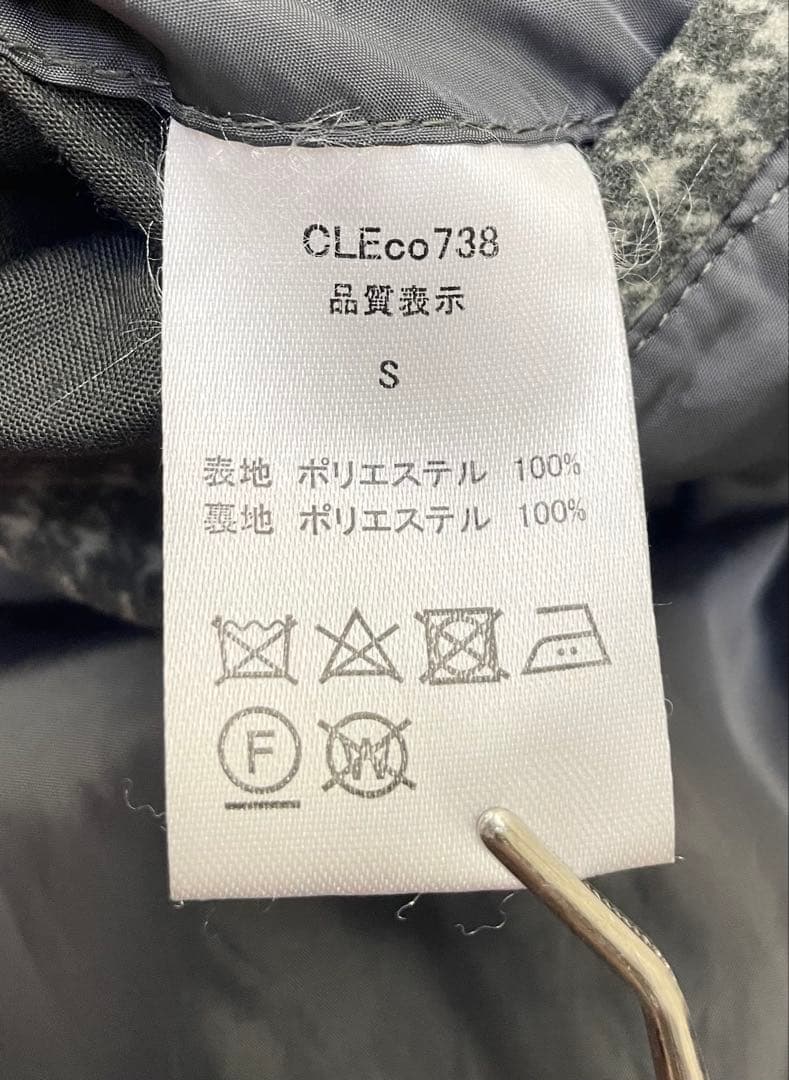 CLEco738
品質表示
S
表地 ポリエステル 100%
裏地 ポリエステル 100%
F
W